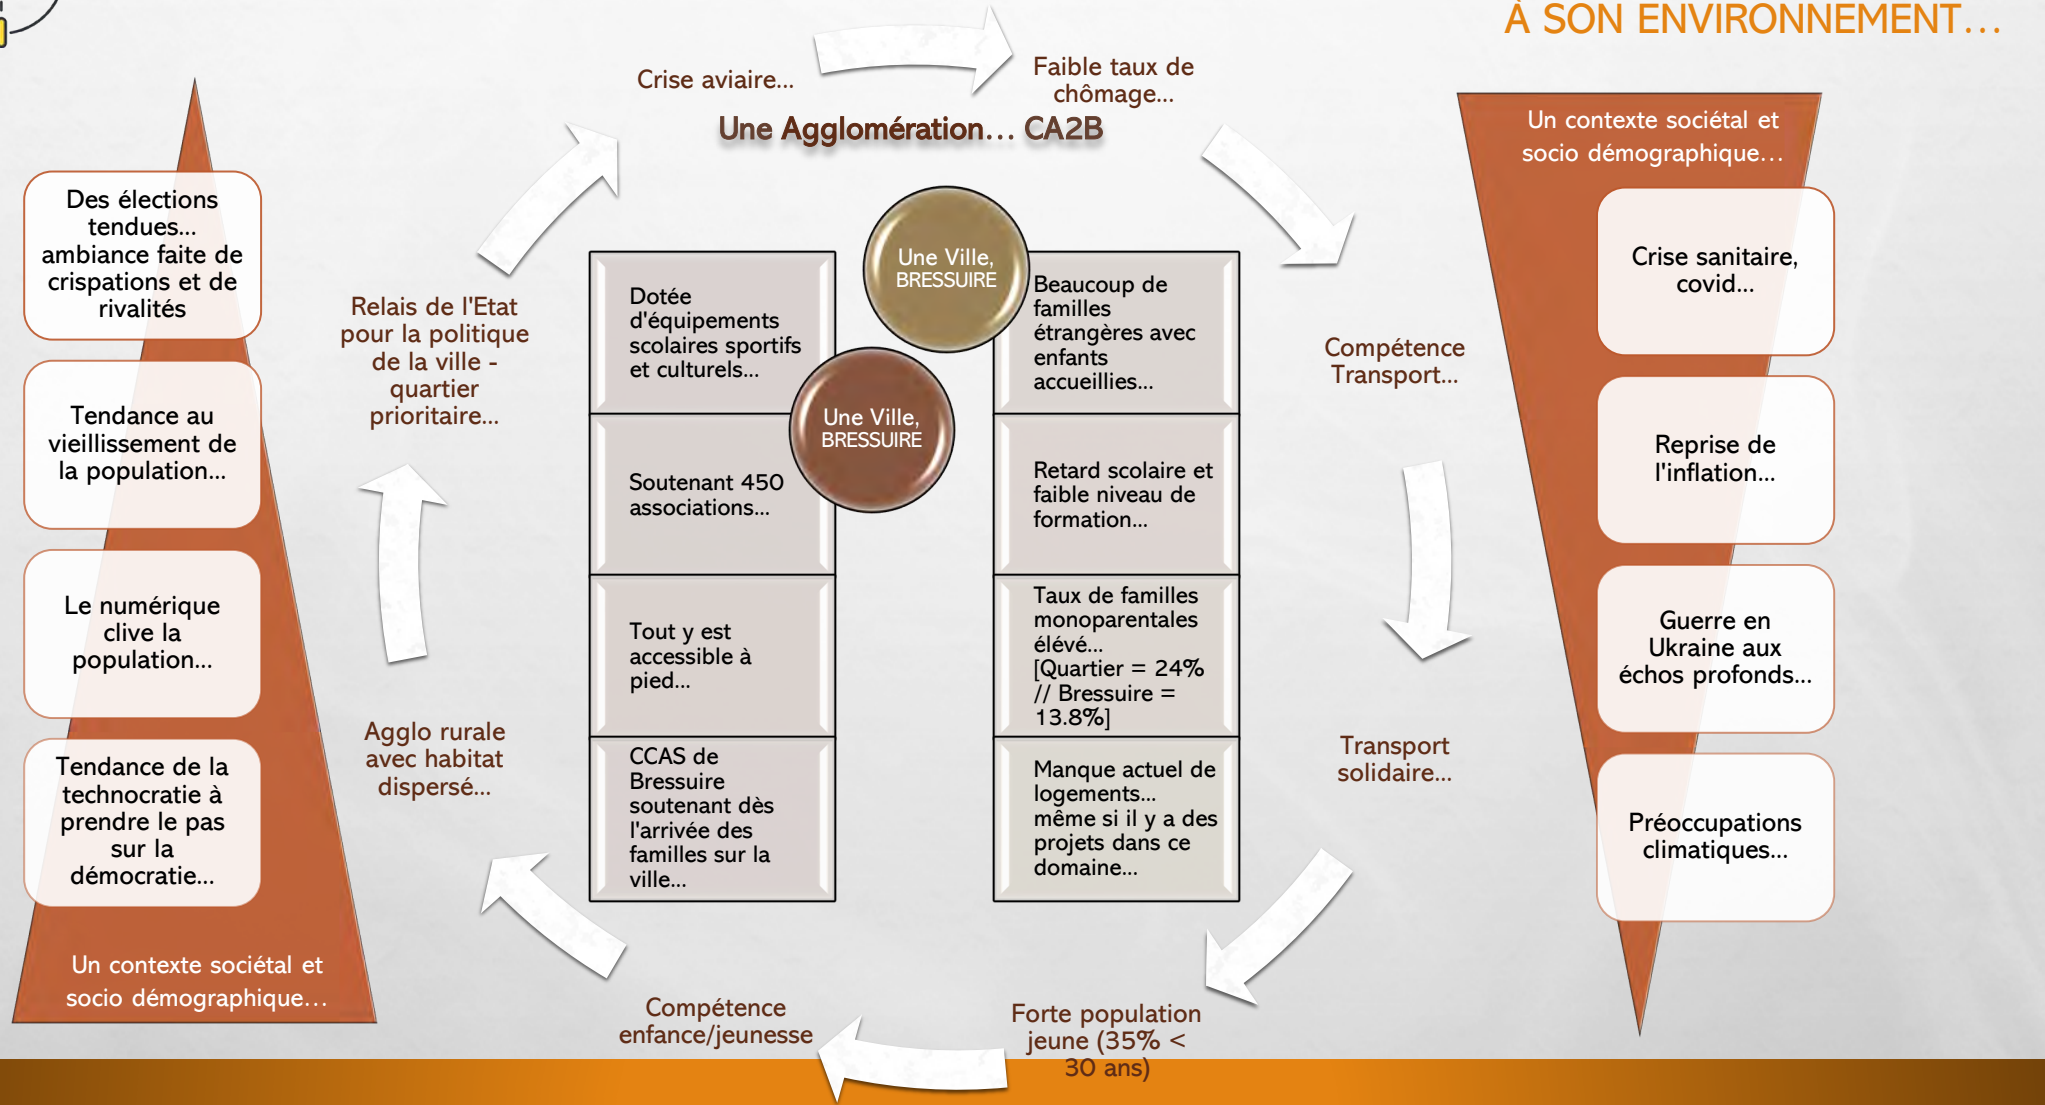 À SON ENVIRONNEMENT...
Des élections
tendues...
ambiance faite de
crispations et de
rivalités
Tendance au
vieillissement de
la population...
Le numérique
clive la
population...
Tendance de la
technocratie à
prendre le pas
sur la
démocratie...
Un contexte sociétal et
socio démographique...
Crise aviaire...
Faible taux de
chômage...
Une Agglomération... CA2B
Relais de l'Etat
pour la politique
de la ville -
quartier
prioritaire...
Agglo rurale
avec habitat
dispersé...
Compétence
enfance/jeunesse
Forte population
jeune (35% <
30 ans)
Transport
solidaire...
Compétence
Transport...
Une Ville,
BRESSUIRE
Une Ville,
BRESSUIRE
Dotée
d'équipements
scolaires sportifs
et culturels...
Soutenant 450
associations...
Tout y est
accessible à
pied...
CCAS de
Bressuire
soutenant dès
l'arrivée des
familles sur la
ville...
Beaucoup de
familles
étrangères avec
enfants
accueillies...
Retard scolaire et
faible niveau de
formation...
Taux de familles
monoparentales
élévé...
[Quartier = 24%
// Bressuire =
13.8%]
Manque actuel de
logements...
même si il y a des
projets dans ce
domaine...
Un contexte sociétal et
socio démographique...
Crise sanitaire,
covid...
Reprise de
l'inflation...
Guerre en
Ukraine aux
échos profonds...
Préoccupations
climatiques...